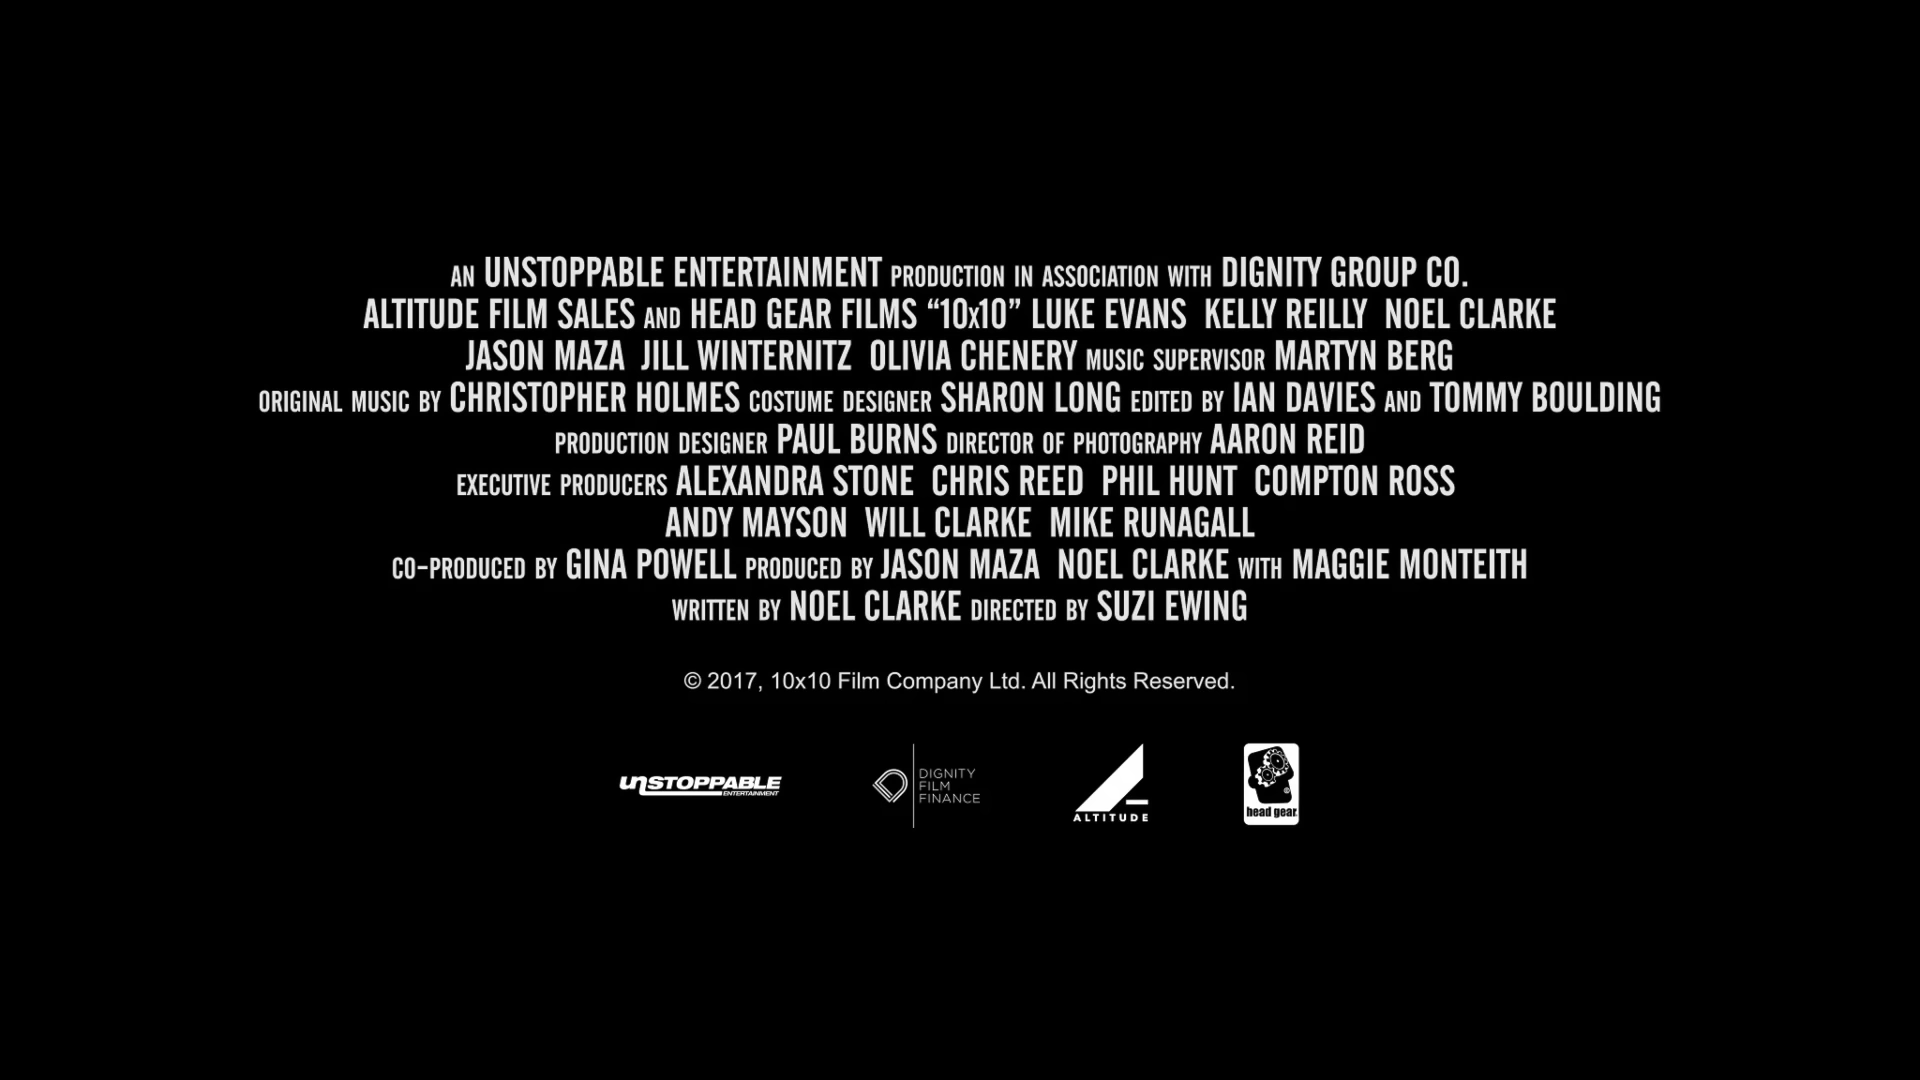 AN UNSTOPPABLE ENTERTAINMENT PRODUCTION IN ASSOCIATION WITH DIGNITY GROUP CO.
ALTITUDE FILM SALES AND HEAD GEAR FILMS “10x10” LUKE EVANS KELLY REILLY NOEL CLARKE
JASON MAZA JILL WINTERNITZ OLIVIA CHENERY MUSIC SUPERVISOR MARTYN BERG
ORIGINAL MUSIC BY CHRISTOPHER HOLMES COSTUME DESIGNER SHARON LONG EDITED BY IAN DAVIES AND TOMMY BOULDING
PRODUCTION DESIGNER PAUL BURNS DIRECTOR OF PHOTOGRAPHY AARON REID
EXECUTIVE PRODUCERS ALEXANDRA STONE CHRIS REED PHIL HUNT COMPTON ROSS
ANDY MAYSON WILL CLARKE MIKE RUNAGALL
CO-PRODUCED BY GINA POWELL PRODUCED BY JASON MAZA NOEL CLARKE WITH MAGGIE MONTEITH
WRITTEN BY NOEL CLARKE DIRECTED BY SUZI EWING
© 2017, 10x10 Film Company Ltd. All Rights Reserved.
UNSTOPPABLE
ENTERTAINMENT
DIGNITY
FILM
FINANCE
ALTITUDE
head gear